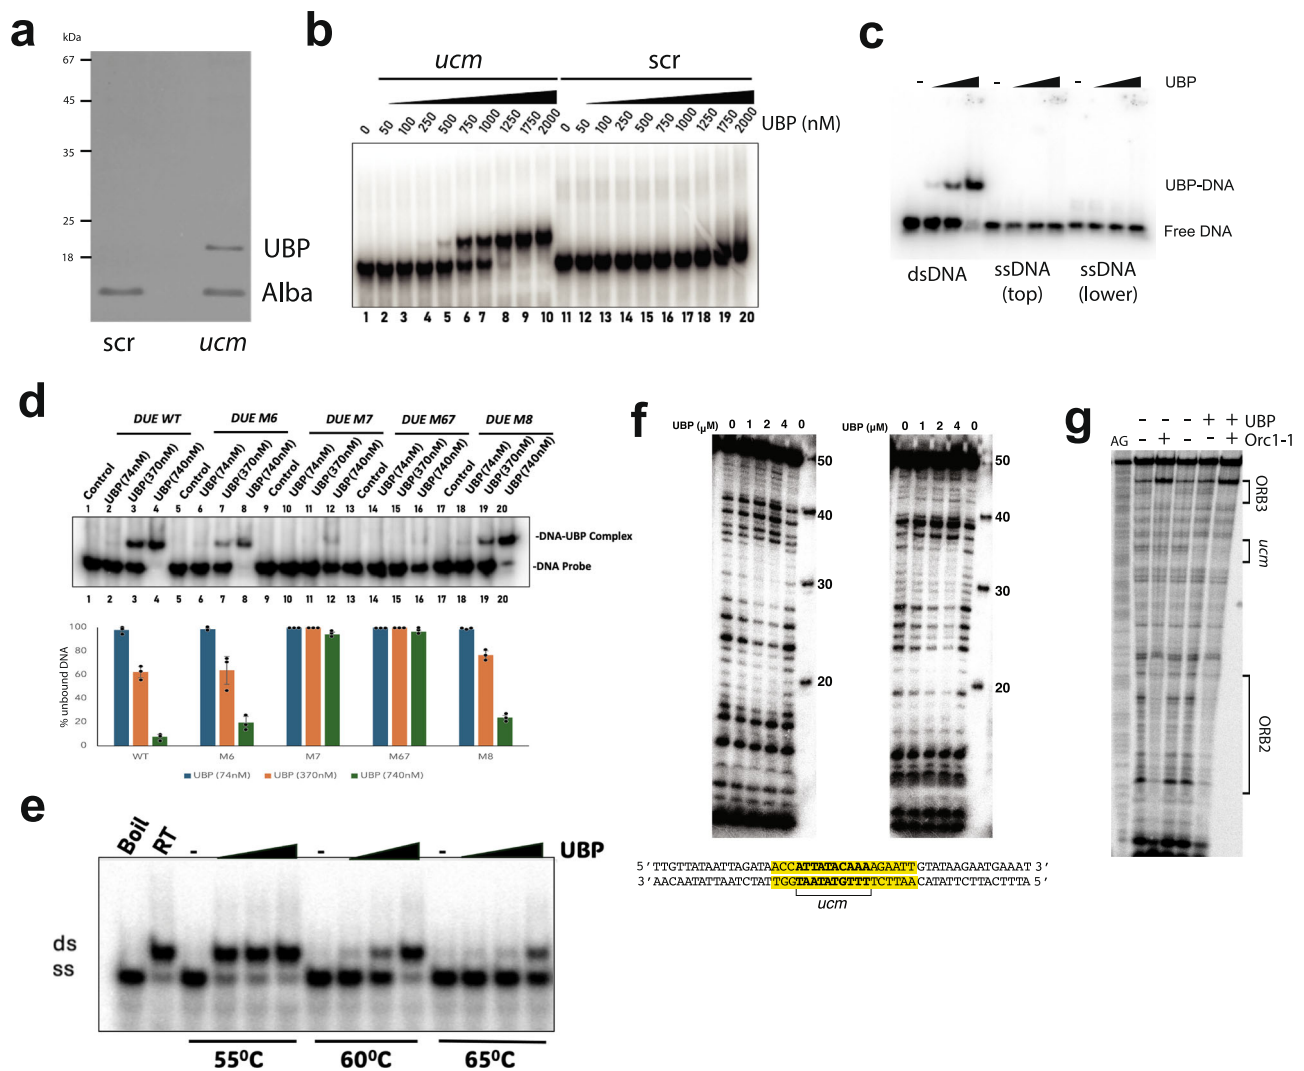 a
kDa
67
45
35
25
18
UBP
Alba
scr
ucm
b
ucm
scr
0 50 100 250 500 750 1000 1250 1750 2000 0 50 100 250 500 750 1000 1250 1750 2000
UBP (nM)
1 2 3 4 5 6 7 8 9 10 11 12 13 14 15 16 17 18 19 20
c
- - - UBP
UBP-DNA
Free DNA
dsDNA
ssDNA (top)
ssDNA (lower)
d
DUE WT DUE M6 DUE M7 DUE M67 DUE M8
Control UBP(74nM) UBP(370nM) UBP(740nM) Control UBP(74nM) UBP(370nM) UBP(740nM) Control UBP(74nM) UBP(370nM) UBP(740nM) Control UBP(74nM) UBP(370nM) UBP(740nM) Control UBP(74nM) UBP(370nM) UBP(740nM)
1 2 3 4 5 6 7 8 9 10 11 12 13 14 15 16 17 18 19 20
-DNA-UBP Complex
-DNA Probe
1 2 3 4 5 6 7 8 9 10 11 12 13 14 15 16 17 18 19 20
% unbound DNA
100
80
60
40
20
0
WT M6 M7 M67 M8
UBP (74nM) UBP (370nM) UBP (740nM)
e
Boil RT - - - UBP
ds
ss
55⁰C 60⁰C 65⁰C
f
UBP (µM) 0 1 2 4 0
50
40
30
20
UBP (µM) 0 1 2 4 0
50
40
30
20
5' TTGTTATAATTAGATAACCATTATACAAAAGAATTGTATAAGAATGAAAT 3'
3' AACAATATTAATCTATTGGTAATATGTTTTCTTAACATATTCTTACTTTA 5'
ucm
g
- - - + + UBP
AG - + - - + Orc1-1
ORB3
ucm
ORB2